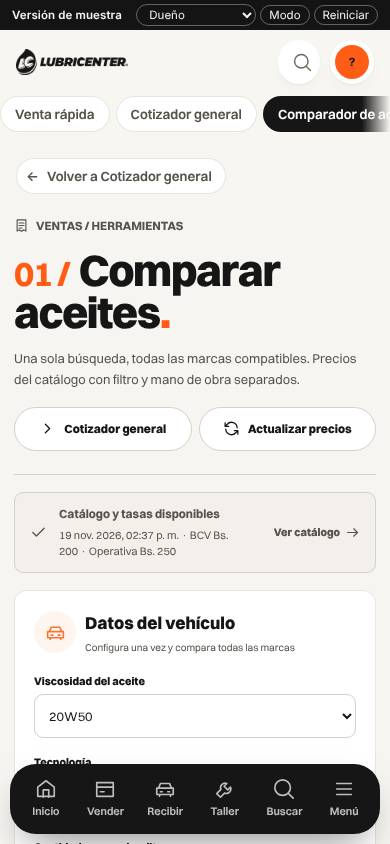 Versión de muestra
Dueño
Modo
Reiniciar
LUBRICENTER.
?
Venta rápida
Cotizador general
Comparador de
← Volver a Cotizador general
VENTAS / HERRAMIENTAS
01 / Comparar
aceites.
Una sola búsqueda, todas las marcas compatibles. Precios
del catálogo con filtro y mano de obra separados.
Cotizador general
Actualizar precios
Catálogo y tasas disponibles
19 nov. 2026, 02:37 p. m. · BCV Bs.
200 · Operativa Bs. 250
Ver catálogo →
Datos del vehículo
Configura una vez y compara todas las marcas
Viscosidad del aceite
20W50
Tecnología
Inicio
Vender
Recibir
Taller
Buscar
Menú